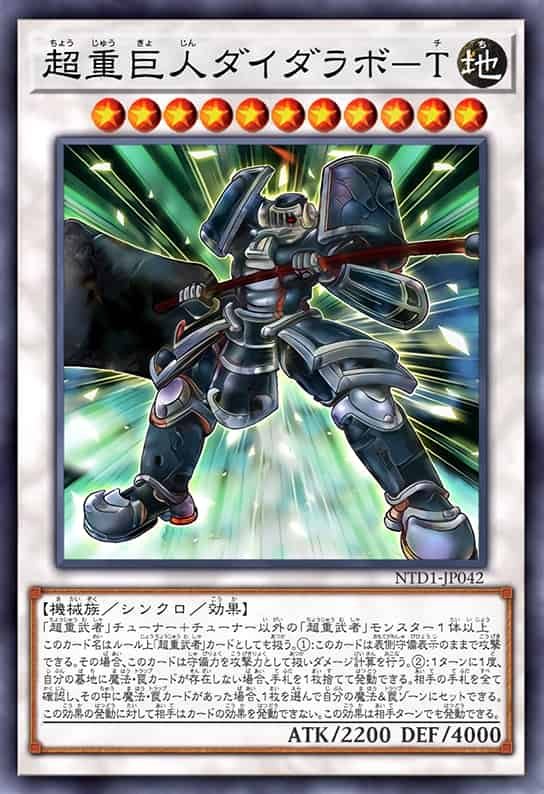 超重巨人ダイダラボーT
地
NTD1-JP042
【機械族/シンクロ/効果】
「超重武者」チューナー+チューナー以外の「超重武者」モンスター1体以上
このカード名はルール上「超重武者」カードとしても扱う。①:このカードは表側守備表示のままで攻撃
できる。その場合、このカードは守備力を攻撃力として扱いダメージ計算を行う。②:1ターンに1度、
自分の墓地に魔法・罠カードが存在しない場合、手札を1枚捨てて発動できる。相手の手札を全て
確認し、その中に魔法・罠カードがあった場合、1枚を選んで自分の魔法&罠ゾーンにセットできる。
この効果の発動に対して相手はカードの効果を発動できない。この効果は相手ターンでも発動できる。
ATK/2200 DEF/4000